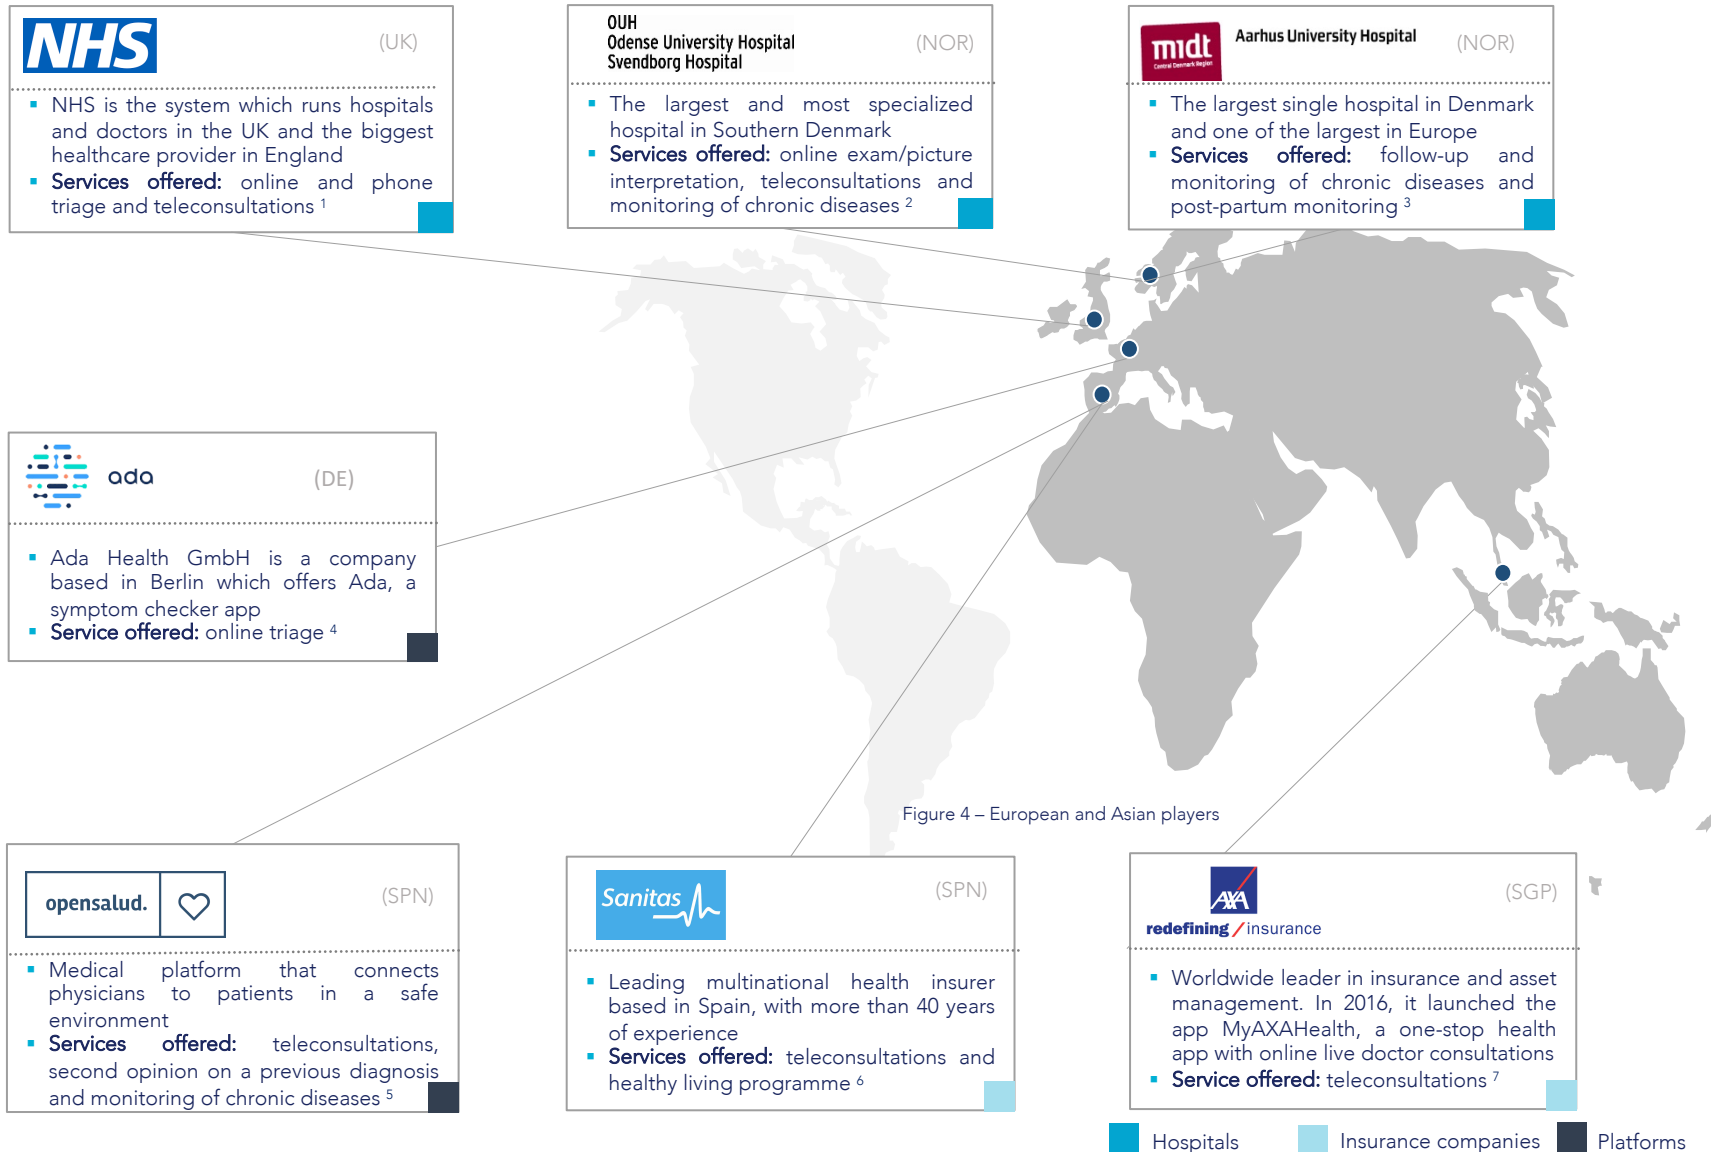 NHS
(UK)
▪ NHS is the system which runs hospitals
and doctors in the UK and the biggest
healthcare provider in England
▪ Services offered: online and phone
triage and teleconsultations 1
OUH
Odense University Hospital
Svendborg Hospital
(NOR)
▪ The largest and most specialized
hospital in Southern Denmark
▪ Services offered: online exam/picture
interpretation, teleconsultations and
monitoring of chronic diseases 2
midt
Central Denmark Region
Aarhus University Hospital
(NOR)
▪ The largest single hospital in Denmark
and one of the largest in Europe
▪ Services offered: follow-up and
monitoring of chronic diseases and
post-partum monitoring 3
ada
(DE)
▪ Ada Health GmbH is a company
based in Berlin which offers Ada, a
symptom checker app
▪ Service offered: online triage 4
Figure 4 – European and Asian players
opensalud.
(SPN)
▪ Medical platform that connects
physicians to patients in a safe
environment
▪ Services offered: teleconsultations,
second opinion on a previous diagnosis
and monitoring of chronic diseases 5
Sanitas
(SPN)
▪ Leading multinational health insurer
based in Spain, with more than 40 years
of experience
▪ Services offered: teleconsultations and
healthy living programme 6
AXA
redefining / insurance
(SGP)
▪ Worldwide leader in insurance and asset
management. In 2016, it launched the
app MyAXAHealth, a one-stop health
app with online live doctor consultations
▪ Service offered: teleconsultations 7
Hospitals
Insurance companies
Platforms